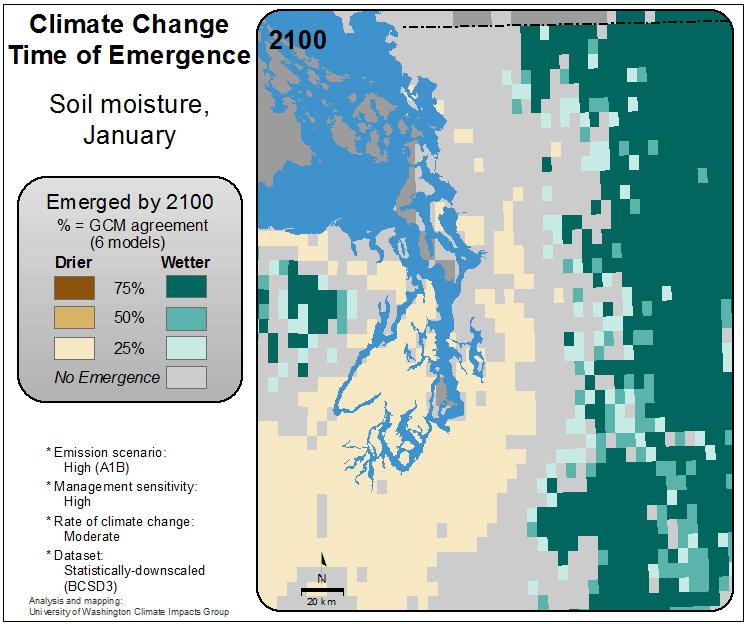 Climate Change
Time of Emergence
Soil moisture,
January
Emerged by 2100
% = GCM agreement
(6 models)
Drier Wetter
75%
50%
25%
No Emergence
* Emission scenario:
High (A1B)
* Management sensitivity:
High
* Rate of climate change:
Moderate
* Dataset:
Statistically-downscaled
(BCSD3)
Analysis and mapping:
University of Washington Climate Impacts Group
2100
N
20 km